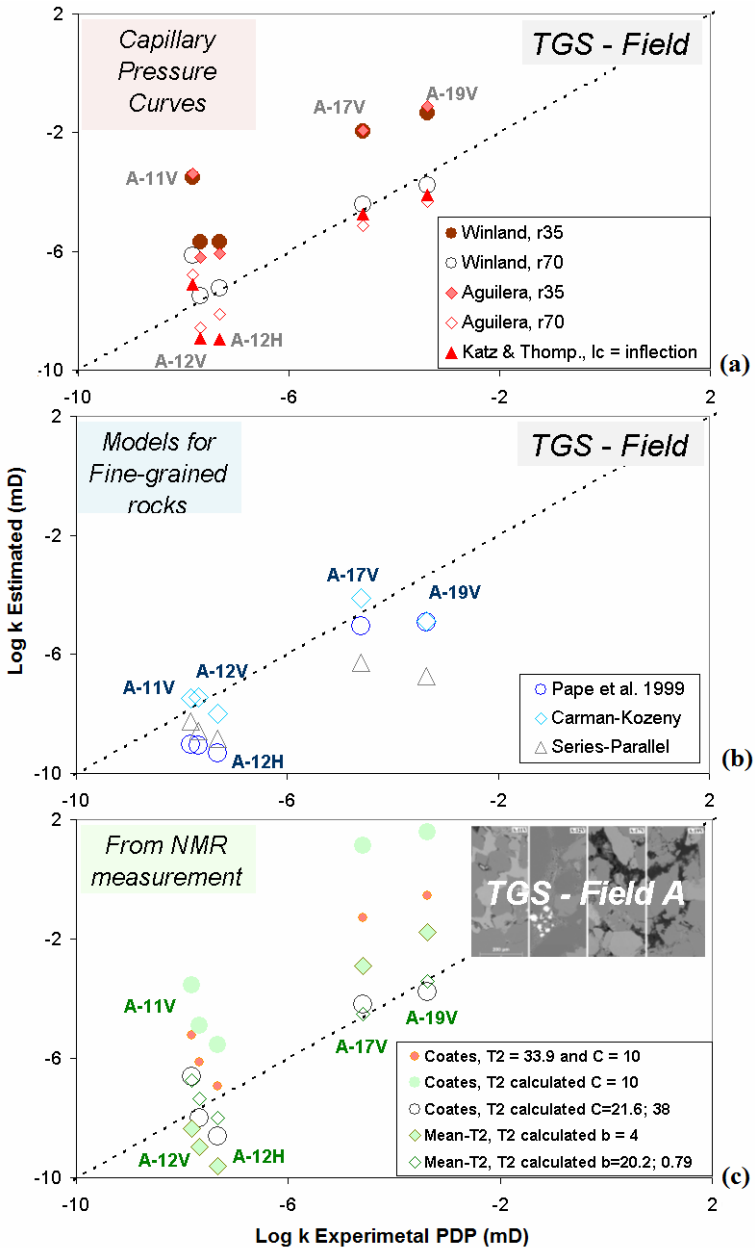 2
Capillary
Pressure
Curves
TGS - Field
A-17V
A-19V
-2
A-11V
-6
Winland, r35
Winland, r70
Aguilera, r35
Aguilera, r70
Katz & Thomp., lc = inflection
A-12H
A-12V
-10
(a)
-10
-6
-2
2
2
Models for
Fine-grained
rocks
TGS - Field
-2
A-17V
A-19V
-6
A-12V
A-11V
Pape et al. 1999
Carman-Kozeny
Series-Parallel
A-12H
-10
(b)
-10
-6
-2
2
Log k Estimated (mD)
2
From NMR
measurement
TGS - Field A
-2
A-11V
A-19V
A-17V
-6
Coates, T2 = 33.9 and C = 10
Coates, T2 calculated C = 10
Coates, T2 calculated C=21.6; 38
Mean-T2, T2 calculated b = 4
Mean-T2, T2 calculated b=20.2; 0.79
A-12V
A-12H
-10
(c)
-10
-6
-2
2
Log k Experimetal PDP (mD)